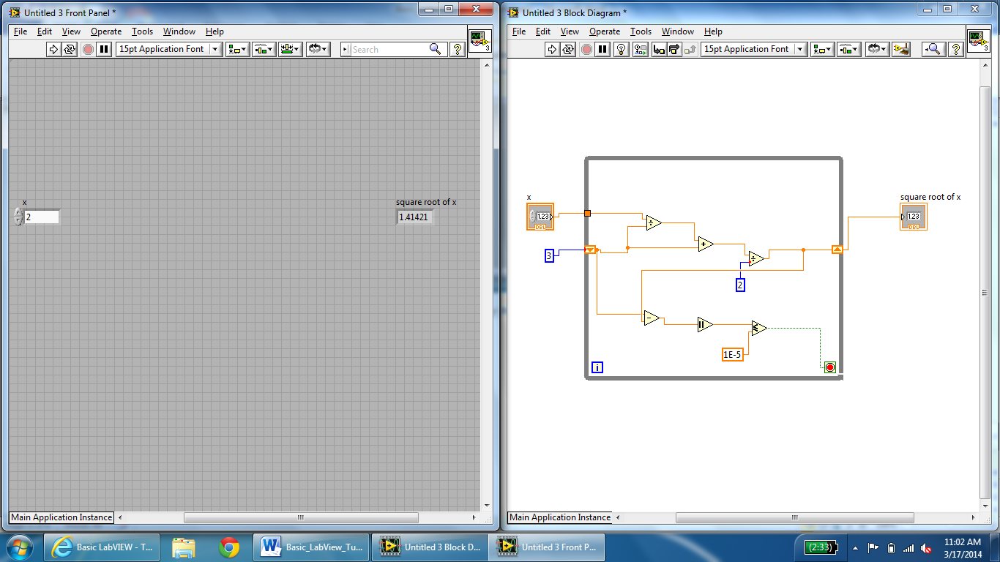 Untitled 3 Front Panel *
File Edit View Operate Tools Window Help
15pt Application Font
Search
?
3
x
2
square root of x
1.41421
Main Application Instance
Untitled 3 Block Diagram *
File Edit View Operate Tools Window Help
15pt Application Font
?
3
x
1.23
DBL
3
÷
+
÷
2
-
1E-5
i
square root of x
1.23
DBL
Main Application Instance
Basic LabVIEW - T...
Basic_LabView_Tu...
Untitled 3 Block D...
Untitled 3 Front P...
(2:33)
11:02 AM
3/17/2014